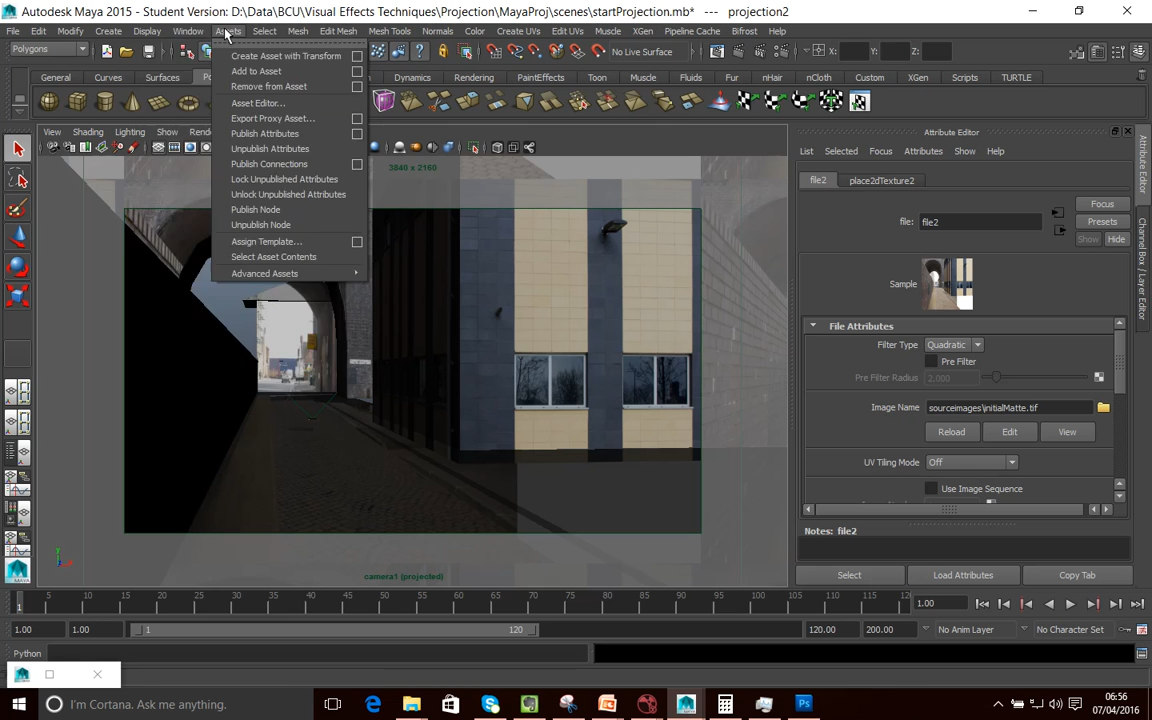 Autodesk Maya 2015 - Student Version: D:\Data\BCU\Visual Effects Techniques\Projection\MayaProj\scenes\startProjection.mb* --- projection2
File Edit Modify Create Display Window Assets Select Mesh Edit Mesh Mesh Tools Normals Color Create UVs Edit UVs Muscle XGen Pipeline Cache Bifrost Help
Polygons
No Live Surface
X:
Y:
Z:
General Curves Surfaces Dynamics Rendering PaintEffects Toon Muscle Fluids Fur nHair nCloth Custom XGen Scripts TURTLE
Create Asset with Transform
Add to Asset
Remove from Asset
Asset Editor...
Export Proxy Asset...
Publish Attributes
Unpublish Attributes
Publish Connections
Lock Unpublished Attributes
Unlock Unpublished Attributes
Publish Node
Unpublish Node
Assign Template...
Select Asset Contents
Advanced Assets
View Shading Lighting Show
3840 x 2160
camera1 (projected)
Attribute Editor
List Selected Focus Attributes Show Help
file2 place2dTexture2
file: file2
Focus
Presets
Show Hide
Sample
File Attributes
Filter Type Quadratic
Pre Filter
Pre Filter Radius 2.000
Image Name sourceimages\initialMatte.tif
Reload Edit View
UV Tiling Mode Off
Use Image Sequence
Notes: file2
Select Load Attributes Copy Tab
Attribute Editor
Channel Box / Layer Editor
1 5 10 15 20 25 30 35 40 45 50 55 60 65 70 75 80 85 90 95 100 105 110 115 1.00
1.00 1.00 1 120 120.00 200.00 No Anim Layer No Character Set
Python
I'm Cortana. Ask me anything.
06:56
07/04/2016